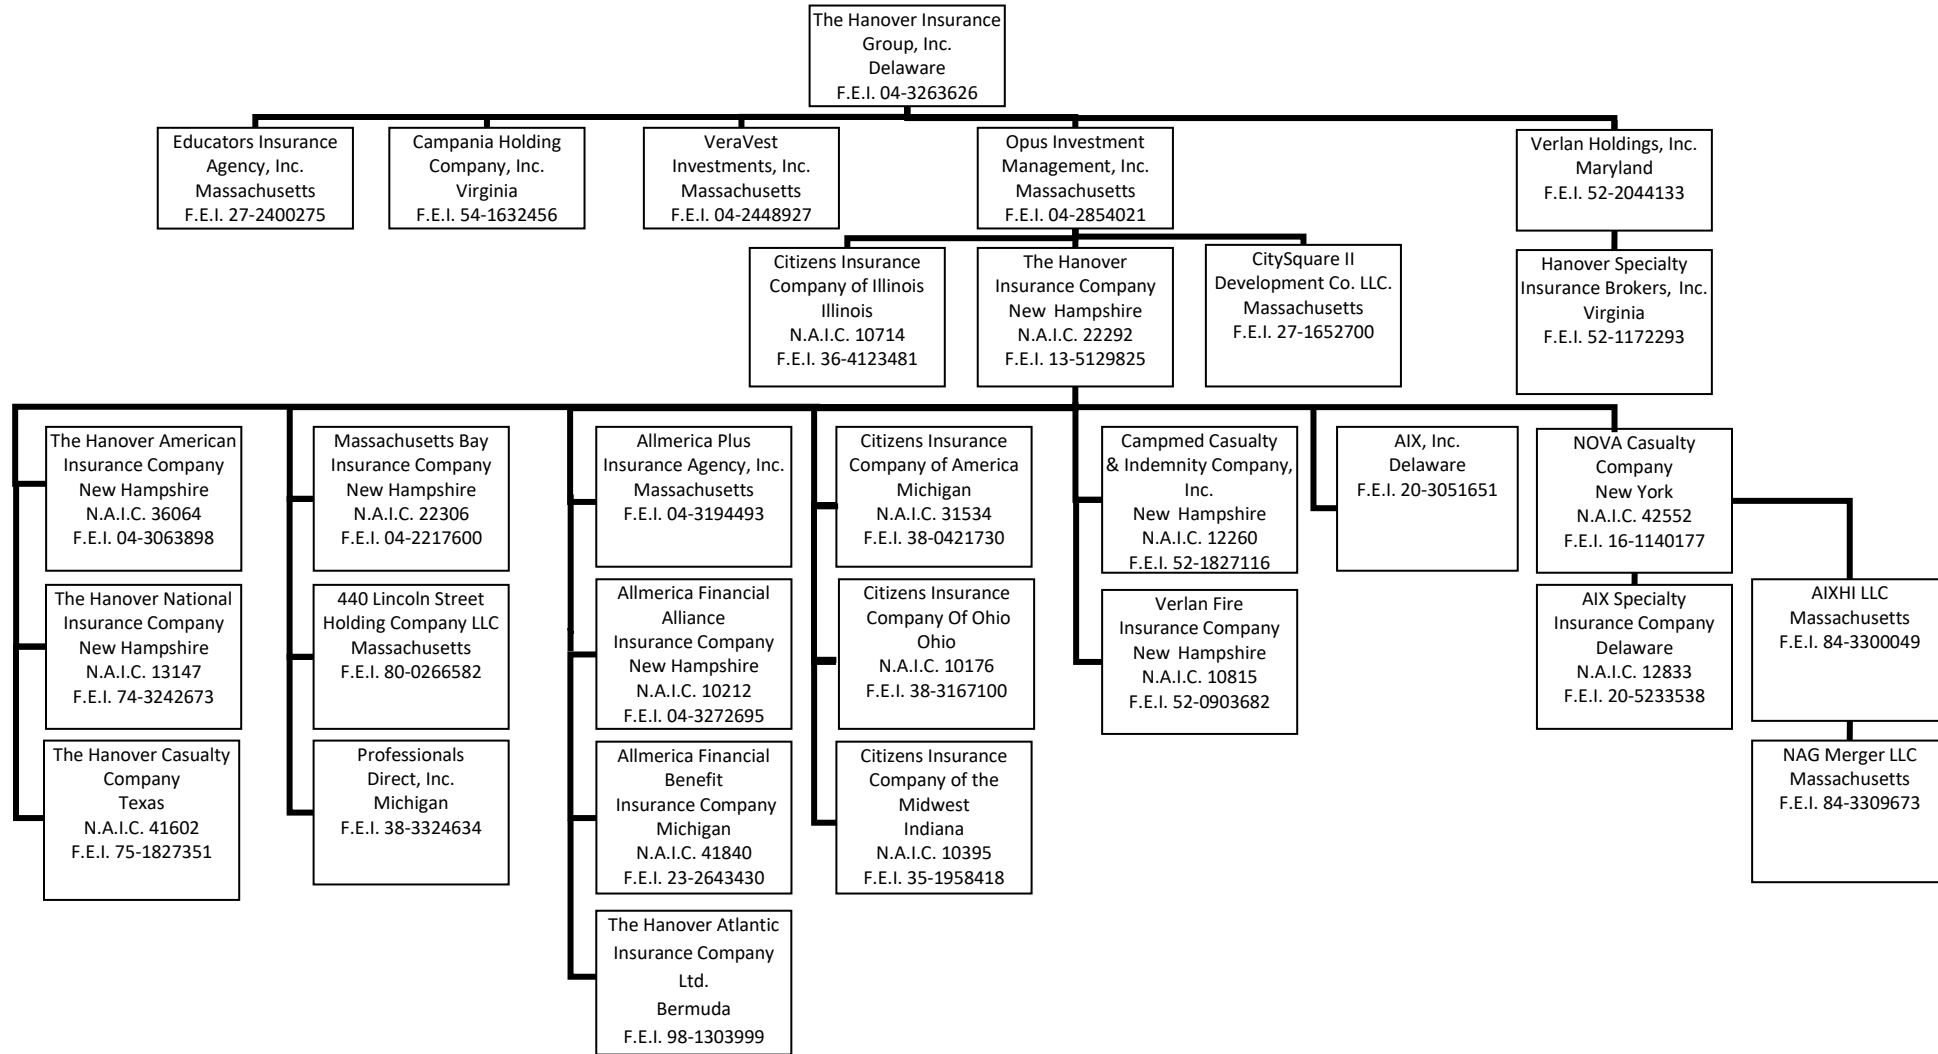 The Hanover Insurance
Group, Inc.
Delaware
F.E.I. 04-3263626
Educators Insurance
Agency, Inc.
Massachusetts
F.E.I. 27-2400275
Campania Holding
Company, Inc.
Virginia
F.E.I. 54-1632456
VeraVest
Investments, Inc.
Massachusetts
F.E.I. 04-2448927
Opus Investment
Management, Inc.
Massachusetts
F.E.I. 04-2854021
Verlan Holdings, Inc.
Maryland
F.E.I. 52-2044133
Citizens Insurance
Company of Illinois
Illinois
N.A.I.C. 10714
F.E.I. 36-4123481
The Hanover
Insurance Company
New Hampshire
N.A.I.C. 22292
F.E.I. 13-5129825
CitySquare II
Development Co. LLC.
Massachusetts
F.E.I. 27-1652700
Hanover Specialty
Insurance Brokers, Inc.
Virginia
F.E.I. 52-1172293
The Hanover American
Insurance Company
New Hampshire
N.A.I.C. 36064
F.E.I. 04-3063898
Massachusetts Bay
Insurance Company
New Hampshire
N.A.I.C. 22306
F.E.I. 04-2217600
Allmerica Plus
Insurance Agency, Inc.
Massachusetts
F.E.I. 04-3194493
Citizens Insurance
Company of America
Michigan
N.A.I.C. 31534
F.E.I. 38-0421730
Campmed Casualty
& Indemnity Company,
Inc.
New Hampshire
N.A.I.C. 12260
F.E.I. 52-1827116
AIX, Inc.
Delaware
F.E.I. 20-3051651
NOVA Casualty
Company
New York
N.A.I.C. 42552
F.E.I. 16-1140177
The Hanover National
Insurance Company
New Hampshire
N.A.I.C. 13147
F.E.I. 74-3242673
440 Lincoln Street
Holding Company LLC
Massachusetts
F.E.I. 80-0266582
Allmerica Financial
Alliance
Insurance Company
New Hampshire
N.A.I.C. 10212
F.E.I. 04-3272695
Citizens Insurance
Company Of Ohio
Ohio
N.A.I.C. 10176
F.E.I. 38-3167100
Verlan Fire
Insurance Company
New Hampshire
N.A.I.C. 10815
F.E.I. 52-0903682
AIX Specialty
Insurance Company
Delaware
N.A.I.C. 12833
F.E.I. 20-5233538
AIXHI LLC
Massachusetts
F.E.I. 84-3300049
The Hanover Casualty
Company
Texas
N.A.I.C. 41602
F.E.I. 75-1827351
Professionals
Direct, Inc.
Michigan
F.E.I. 38-3324634
Allmerica Financial
Benefit
Insurance Company
Michigan
N.A.I.C. 41840
F.E.I. 23-2643430
Citizens Insurance
Company of the
Midwest
Indiana
N.A.I.C. 10395
F.E.I. 35-1958418
NAG Merger LLC
Massachusetts
F.E.I. 84-3309673
The Hanover Atlantic
Insurance Company
Ltd.
Bermuda
F.E.I. 98-1303999